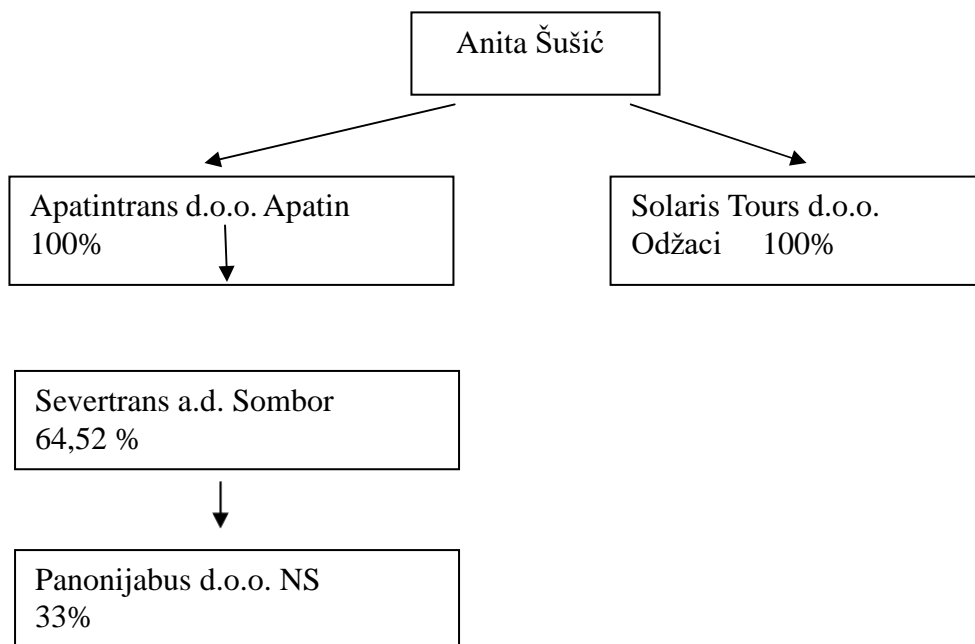 Anita Šušić
Apatintrans d.o.o. Apatin
100%
Solaris Tours d.o.o.
Odžaci 100%
Severtrans a.d. Sombor
64,52 %
Panonijabus d.o.o. NS
33%